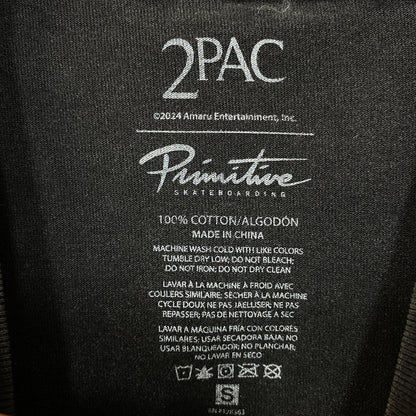 2PAC
©2024 Amaru Entertainment, Inc.
Primitive
SKATEBOARDING
100% COTTON/ALGODÓN
MADE IN CHINA
MACHINE WASH COLD WITH LIKE COLORS
TUMBLE DRY LOW; DO NOT BLEACH;
DO NOT IRON; DO NOT DRY CLEAN
LAVAR À LA MACHINE À FROID AVEC
COULERS SIMILAIRE; SÉCHER À LA MACHINE
CYCLE DOUX NE PAS JAELLISER; NE PAS
REPASSER; PAS DE NETTOYAGE A SEC
LAVAR A MÁQUINA FRÍA CON COLORES
SIMILARES; USAR SECADORA BAJA; NO
USAR BLANQUEADOR; NO PLANCHAR,
NO LAVAR EN SECO
S